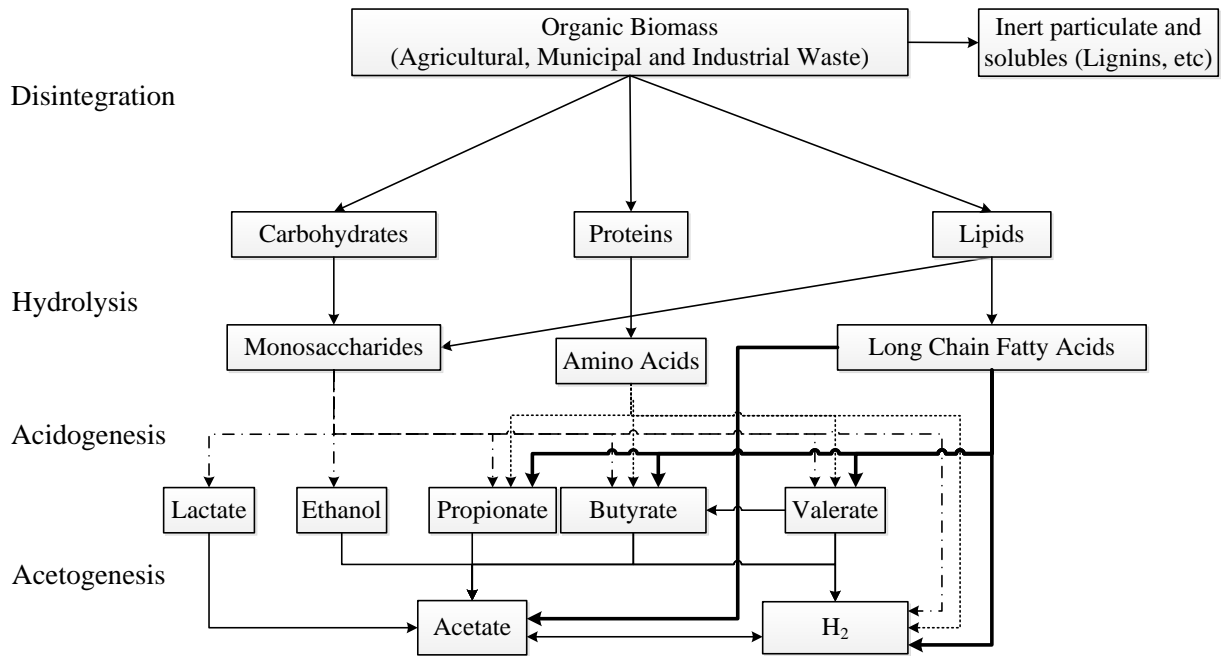 Organic Biomass
(Agricultural, Municipal and Industrial Waste)
Inert particulate and
solubles (Lignins, etc)
Disintegration
Carbohydrates
Proteins
Lipids
Hydrolysis
Monosaccharides
Amino Acids
Long Chain Fatty Acids
Acidogenesis
Lactate
Ethanol
Propionate
Butyrate
Valerate
Acetogenesis
Acetate
H₂